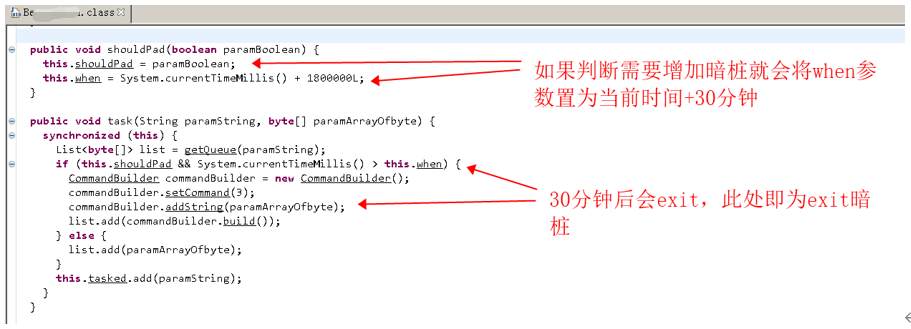 Be .class
public void shouldPad(boolean paramBoolean) {
this.shouldPad = paramBoolean;
this.when = System.currentTimeMillis() + 1800000L;
}
如果判断需要增加暗桩就会将when参
数置为当前时间+30分钟
public void task(String paramString, byte[] paramArrayOfbyte) {
synchronized (this) {
List<byte[]> list = getQueue(paramString);
if (this.shouldPad && System.currentTimeMillis() > this.when) {
CommandBuilder commandBuilder = new CommandBuilder();
commandBuilder.setCommand(3);
commandBuilder.addString(paramArrayOfbyte);
list.add(commandBuilder.build());
} else {
list.add(paramArrayOfbyte);
}
this.tasked.add(paramString);
}
}
30分钟后会exit，此处即为exit暗
桩